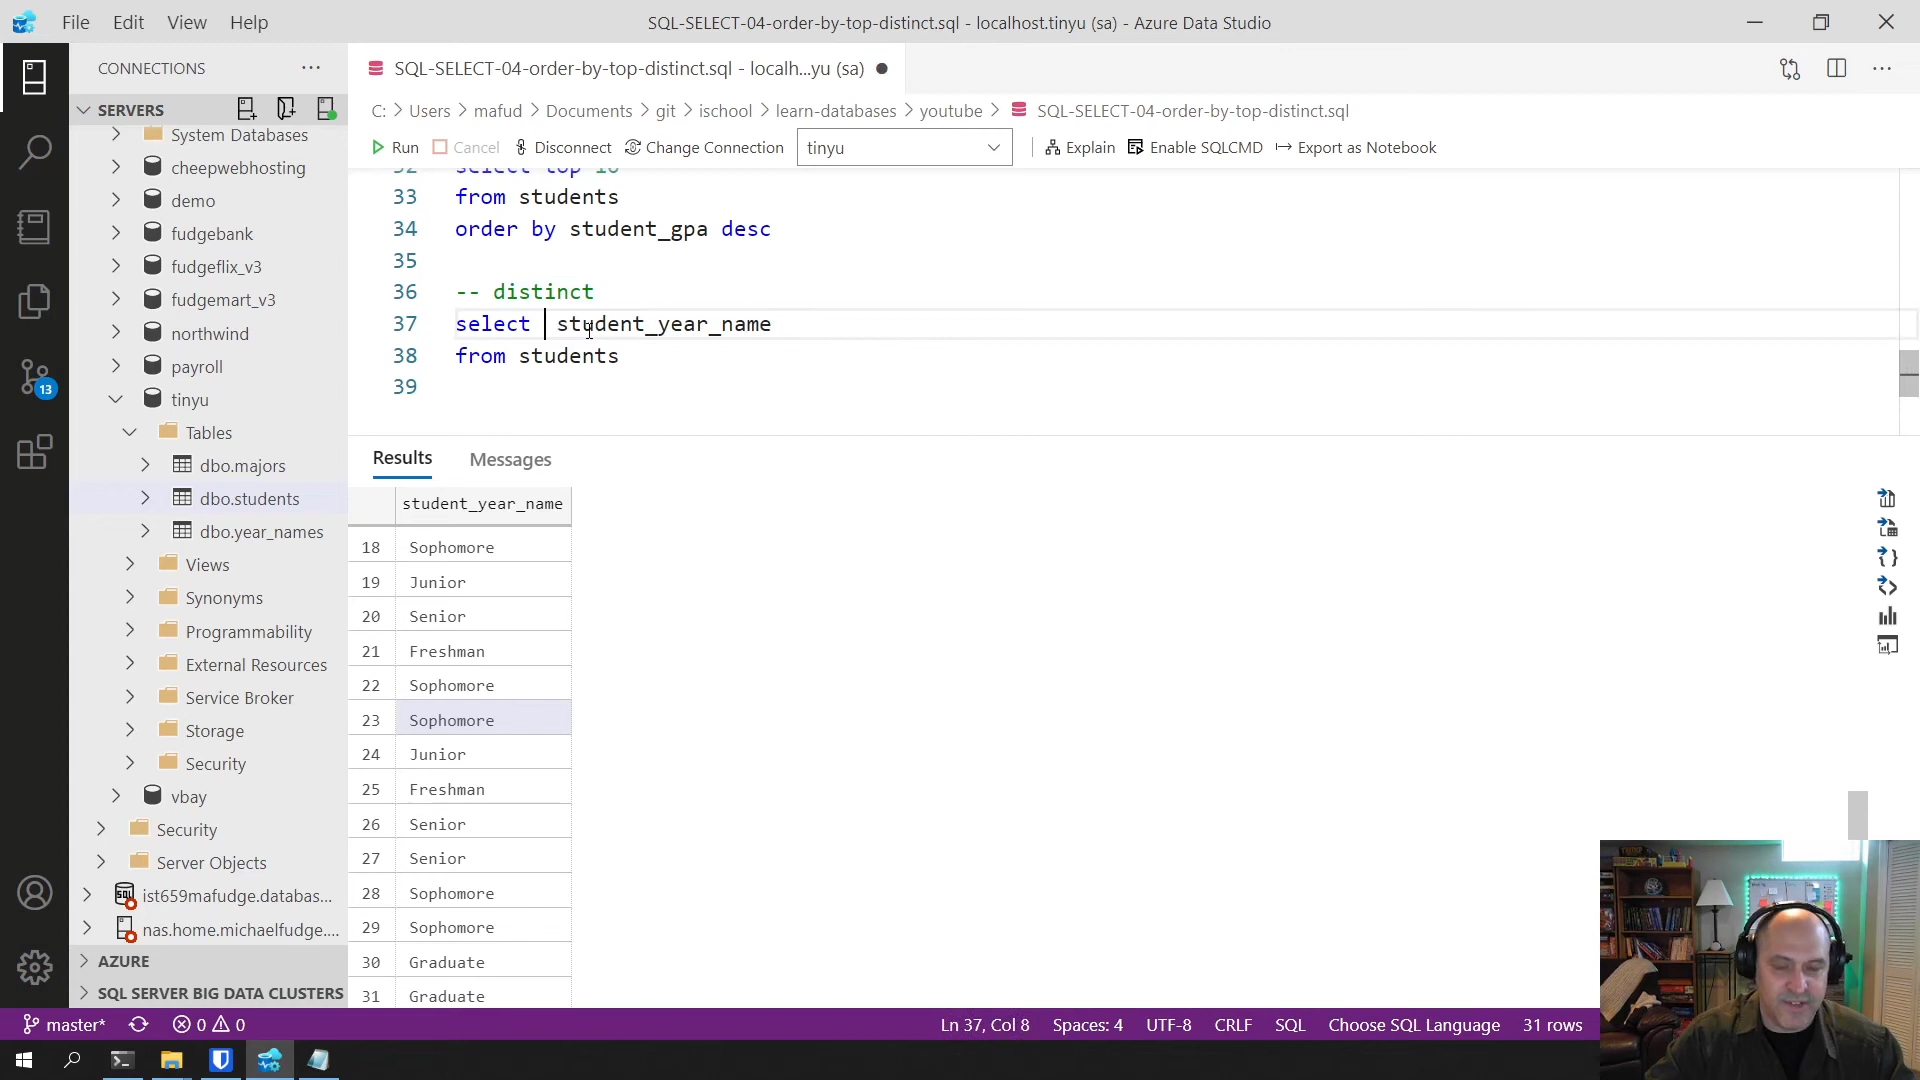 File Edit View Help
SQL-SELECT-04-order-by-top-distinct.sql - localhost.tinyu (sa) - Azure Data Studio
CONNECTIONS
SQL-SELECT-04-order-by-top-distinct.sql - localh...yu (sa)
SERVERS
C: > Users > mafud > Documents > git > ischool > learn-databases > youtube > SQL-SELECT-04-order-by-top-distinct.sql
Run Cancel Disconnect Change Connection tinyu Explain Enable SQLCMD Export as Notebook
System Databases
cheepwebhosting
demo
fudgebank
fudgeflix_v3
fudgemart_v3
northwind
payroll
tinyu
Tables
dbo.majors
dbo.students
dbo.year_names
Views
Synonyms
Programmability
External Resources
Service Broker
Storage
Security
vbay
Security
Server Objects
ist659mafudge.databas...
nas.home.michaelfudge....
AZURE
SQL SERVER BIG DATA CLUSTERS
13
32 select top 10
33 from students
34 order by student_gpa desc
35
36 -- distinct
37 select student_year_name
38 from students
39
Results Messages
student_year_name
18 Sophomore
19 Junior
20 Senior
21 Freshman
22 Sophomore
23 Sophomore
24 Junior
25 Freshman
26 Senior
27 Senior
28 Sophomore
29 Sophomore
30 Graduate
31 Graduate
master* 0 0 Ln 37, Col 8 Spaces: 4 UTF-8 CRLF SQL Choose SQL Language 31 rows